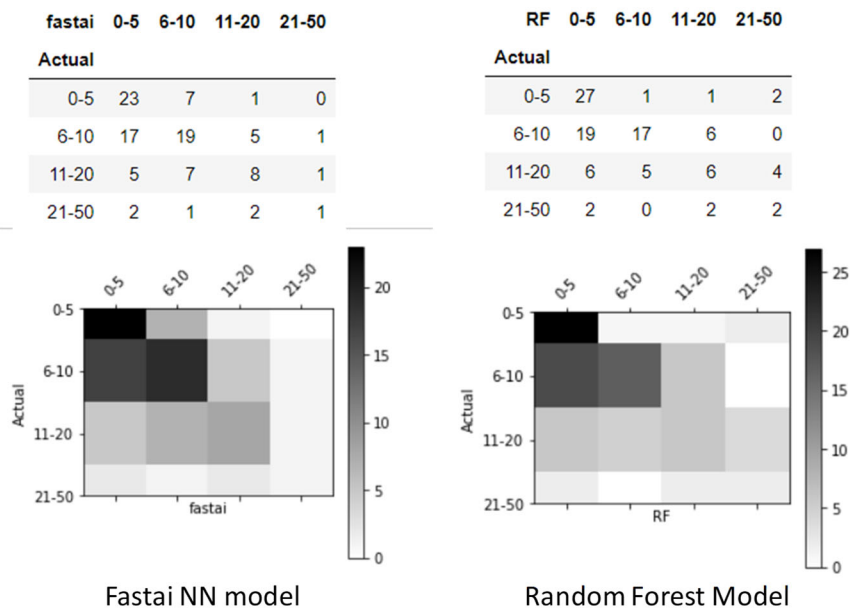 fastai 0-5 6-10 11-20 21-50
Actual
0-5 23 7 1 0
6-10 17 19 5 1
11-20 5 7 8 1
21-50 2 1 2 1
RF 0-5 6-10 11-20 21-50
Actual
0-5 27 1 1 2
6-10 19 17 6 0
11-20 6 5 6 4
21-50 2 0 2 2
0-5 6-10 11-20 21-50
0-5
6-10
11-20
21-50
Actual
fastai
20
15
10
5
0
0-5 6-10 11-20 21-50
0-5
6-10
11-20
21-50
Actual
RF
25
20
15
10
5
0
Fastai NN model
Random Forest Model